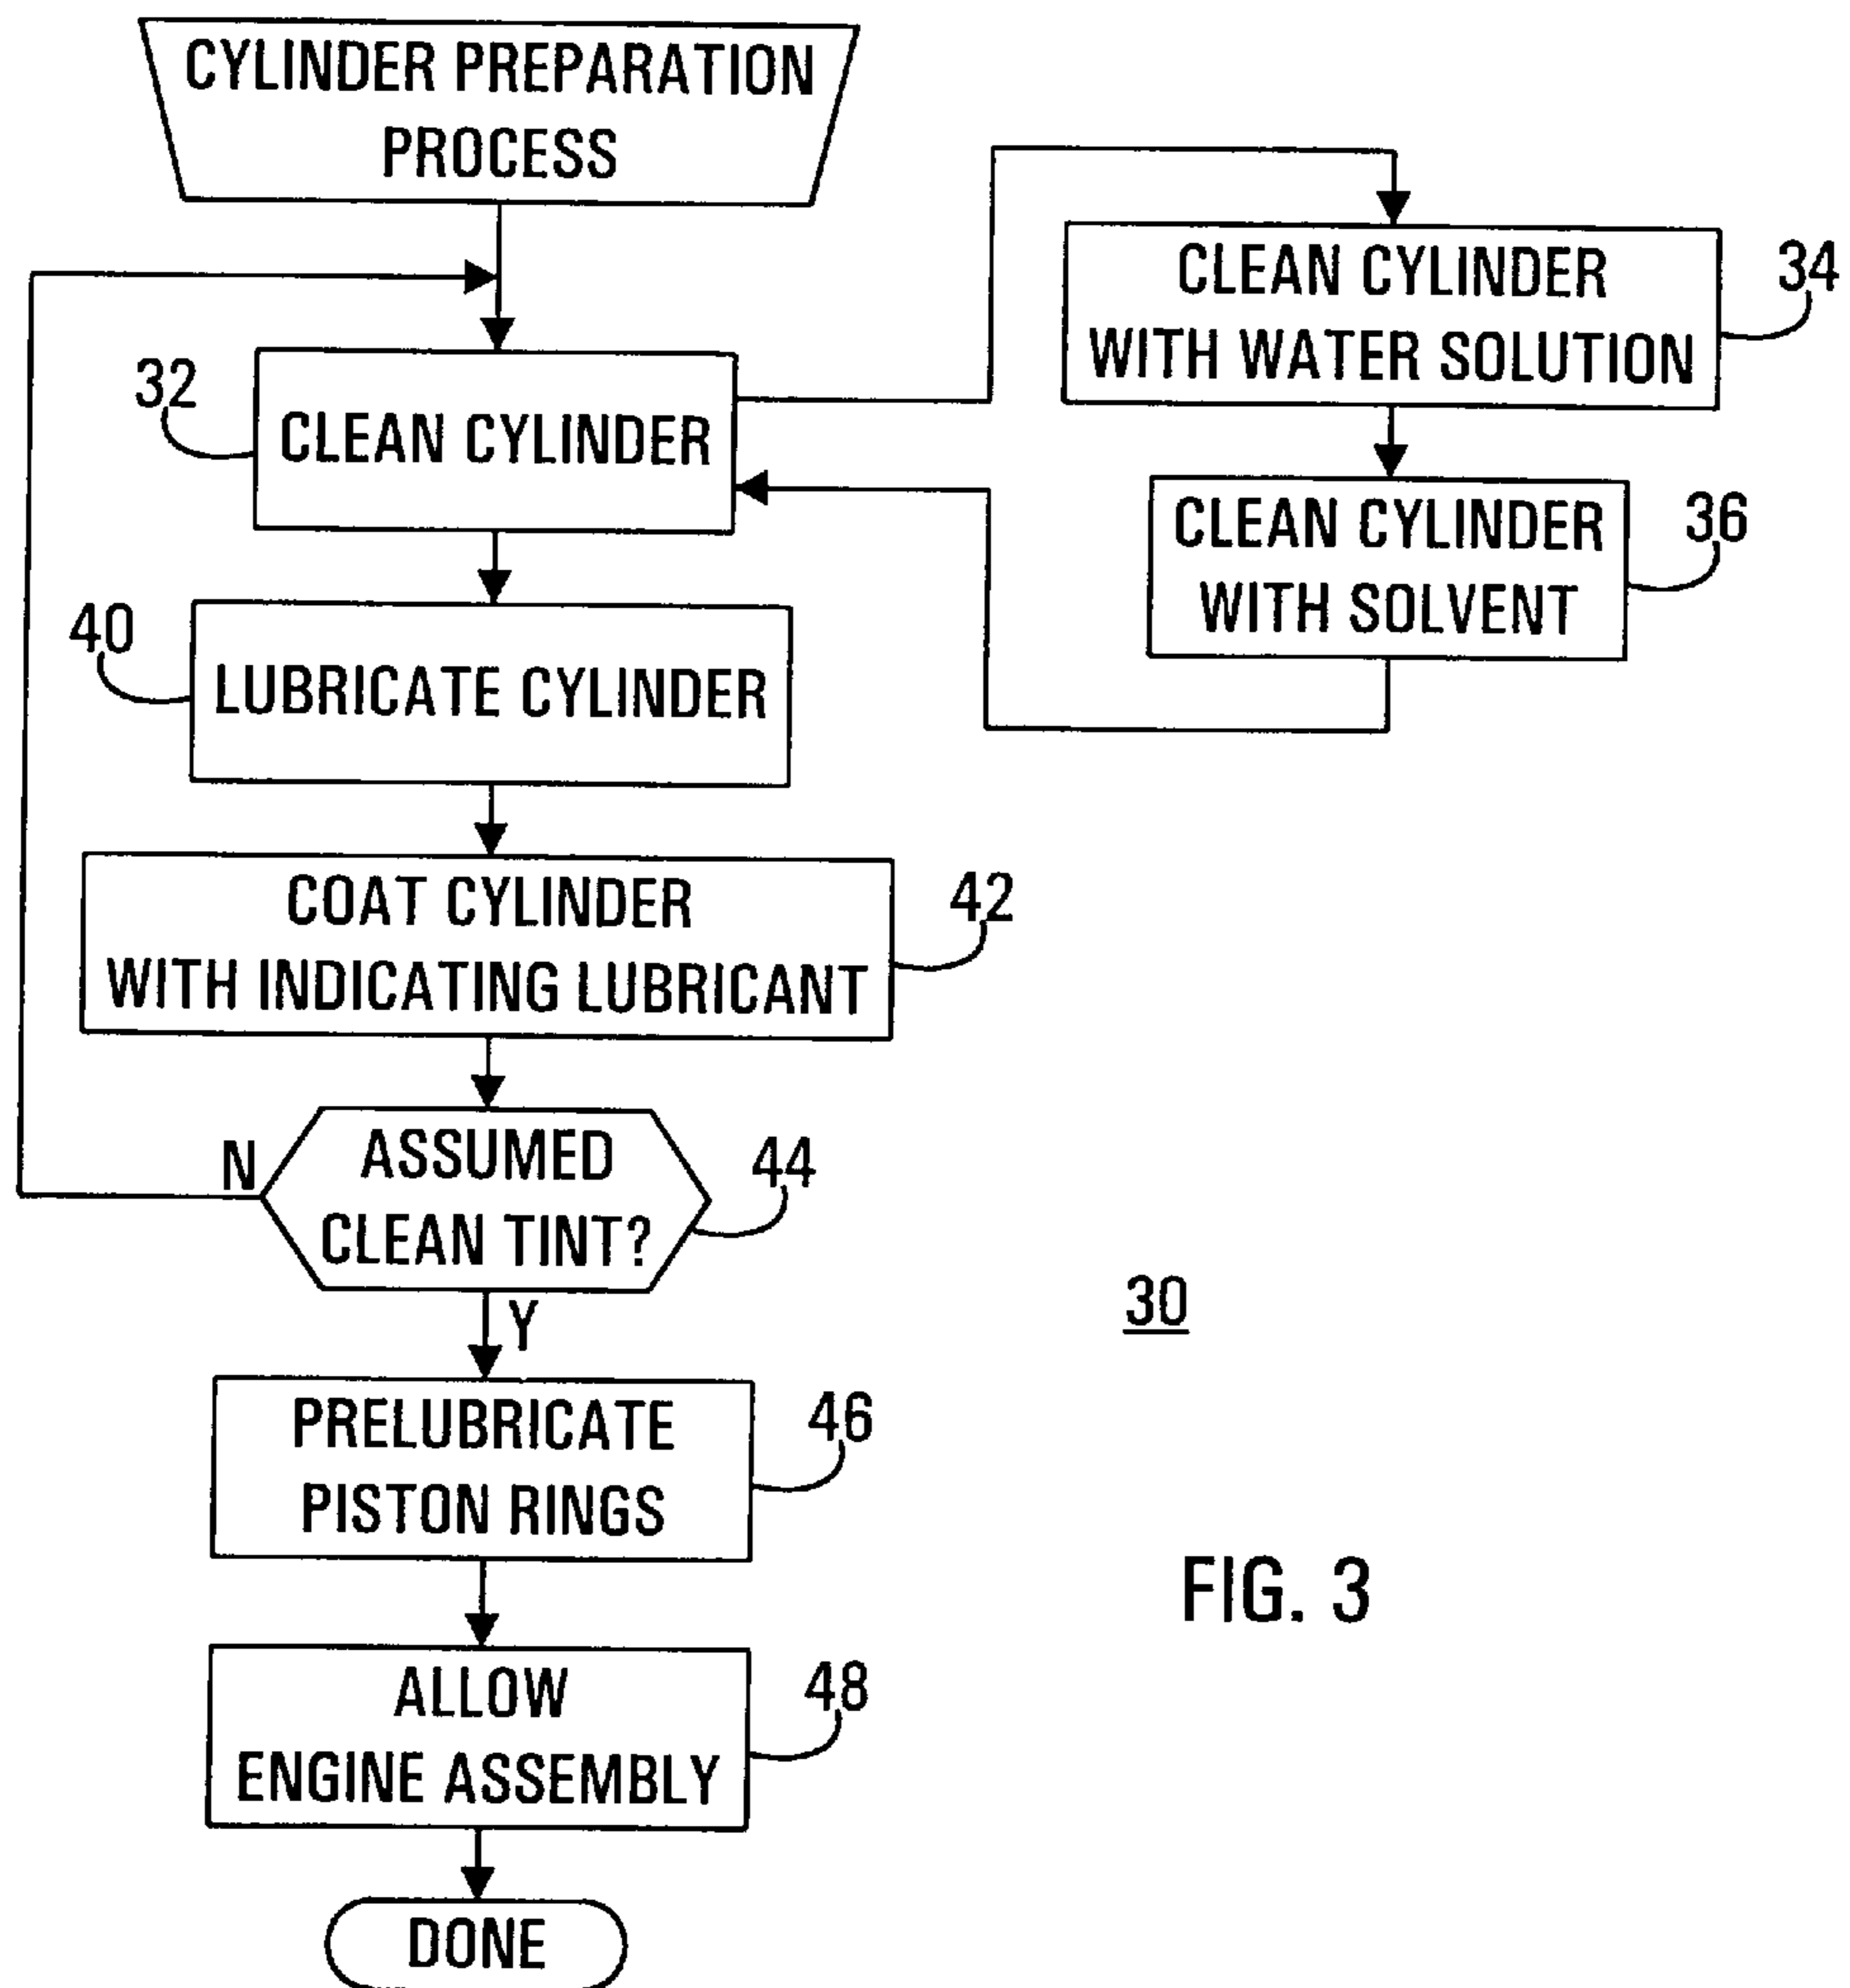 CYLINDER PREPARATION
PROCESS
CLEAN CYLINDER
WITH WATER SOLUTION
34
32
CLEAN CYLINDER
CLEAN CYLINDER
WITH SOLVENT
36
40
LUBRICATE CYLINDER
COAT CYLINDER
WITH INDICATING LUBRICANT
42
N
ASSUMED
CLEAN TINT?
44
Y
30
PRELUBRICATE
PISTON RINGS
46
FIG. 3
ALLOW
ENGINE ASSEMBLY
48
DONE